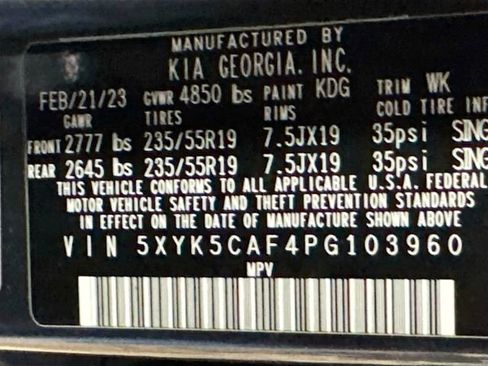 MANUFACTURED BY
KIA GEORGIA, INC.
FEB/21/23 GVWR 4850 lbs PAINT KDG TRIM WK
GAWR TIRES RIMS COLD TIRE INF
FRONT 2777 lbs 235/55R19 7.5JX19 35psi SING
REAR 2645 lbs 235/55R19 7.5JX19 35psi SING
THIS VEHICLE CONFORMS TO ALL APPLICABLE U.S.A. FEDERAL
MOTOR VEHICLE SAFETY AND THEFT PREVENTION STANDARDS
IN EFFECT ON THE DATE OF MANUFACTURE SHOWN ABOVE
VIN 5XYK5CAF4PG103960
MPV